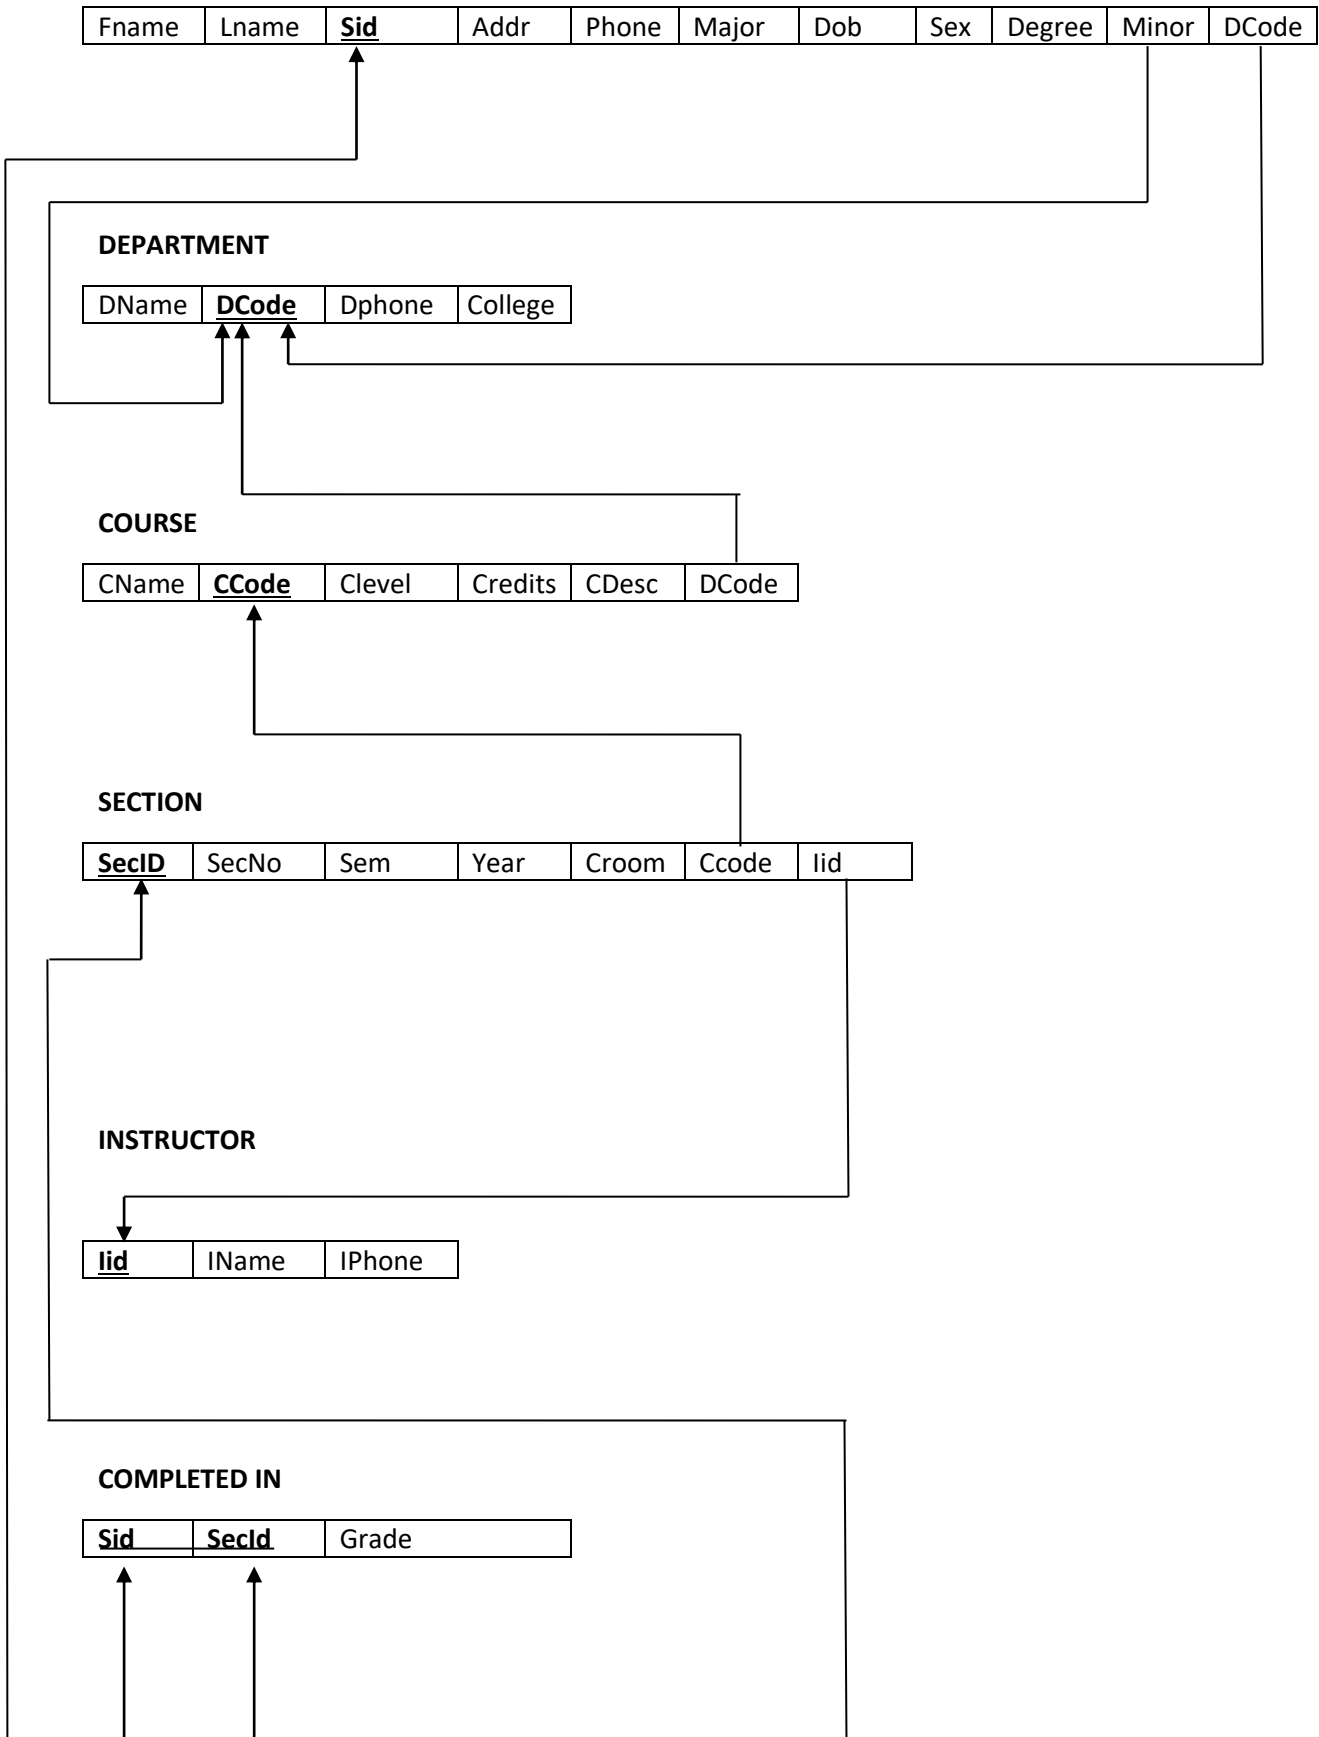 Fname Lname Sid Addr Phone Major Dob Sex Degree Minor DCode
DEPARTMENT
DName DCode Dphone College
COURSE
CName CCode Clevel Credits CDesc DCode
SECTION
SecID SecNo Sem Year Croom Ccode Iid
INSTRUCTOR
Iid IName IPhone
COMPLETED IN
Sid SecId Grade